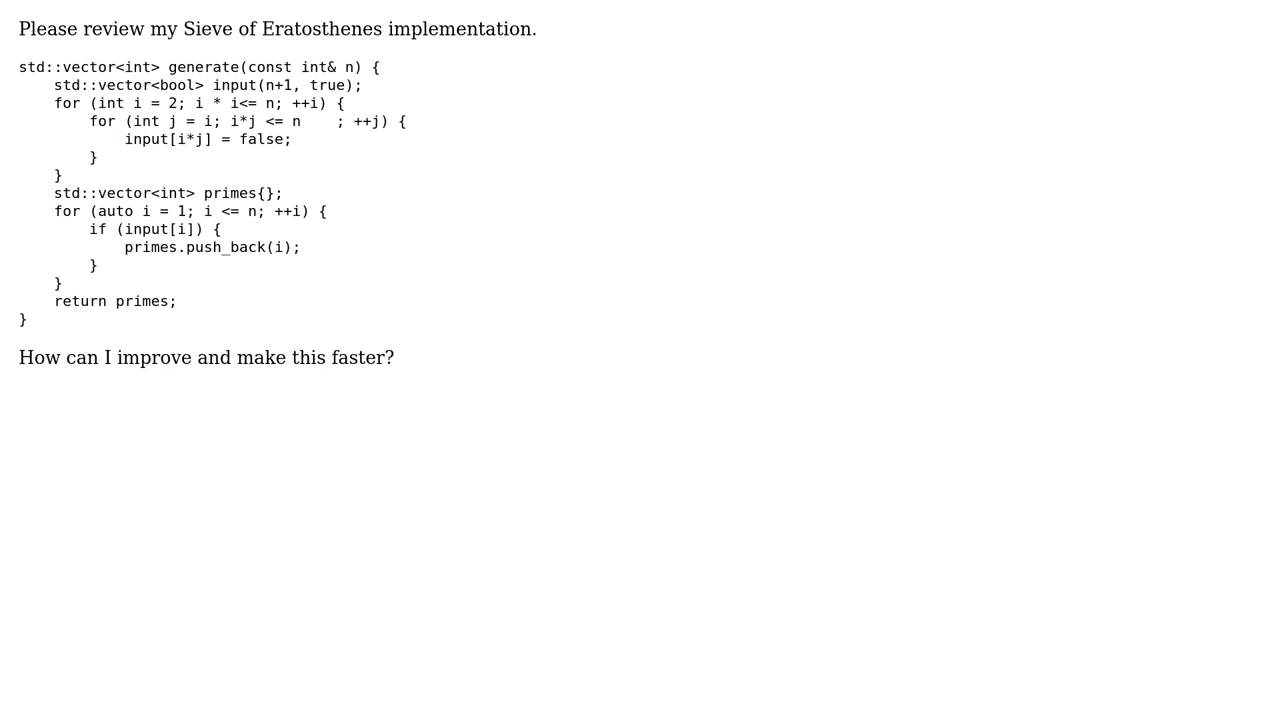 Please review my Sieve of Eratosthenes implementation.
std::vector<int> generate(const int& n) {
    std::vector<bool> input(n+1, true);
    for (int i = 2; i * i<= n; ++i) {
        for (int j = i; i*j <= n    ; ++j) {
            input[i*j] = false;
        }
    }
    std::vector<int> primes{};
    for (auto i = 1; i <= n; ++i) {
        if (input[i]) {
            primes.push_back(i);
        }
    }
    return primes;
}
How can I improve and make this faster?